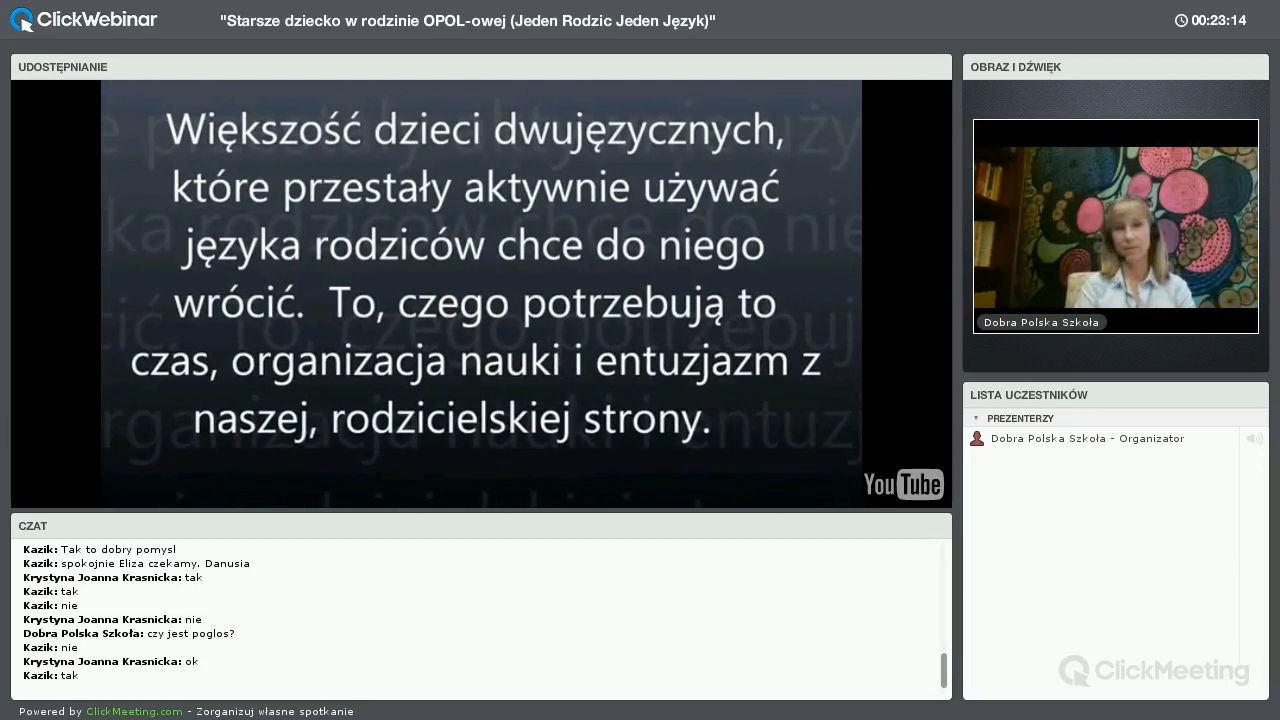 ClickWebinar
"Starsze dziecko w rodzinie OPOL-owej (Jeden Rodzic Jeden Język)"
00:23:14
UDOSTĘPNIANIE
Większość dzieci dwujęzycznych,
które przestały aktywnie używać
języka rodziców chce do niego
wrócić. To, czego potrzebują to
czas, organizacja nauki i entuzjazm z
naszej, rodzicielskiej strony.
YouTube
OBRAZ I DŹWIĘK
Dobra Polska Szkoła
LISTA UCZESTNIKÓW
PREZENTERZY
Dobra Polska Szkoła - Organizator
ClickMeeting
CZAT
Kazik: Tak to dobry pomysl
Kazik: spokojnie Eliza czekamy. Danusia
Krystyna Joanna Krasnicka: tak
Kazik: tak
Kazik: nie
Krystyna Joanna Krasnicka: nie
Dobra Polska Szkoła: czy jest poglos?
Kazik: nie
Krystyna Joanna Krasnicka: ok
Kazik: tak
Powered by ClickMeeting.com - Zorganizuj własne spotkanie